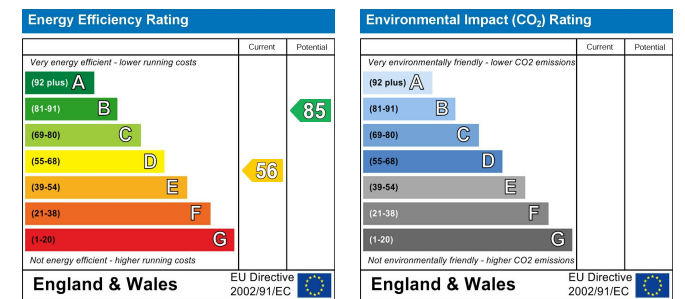 Energy Efficiency Rating
Current Potential
Very energy efficient - lower running costs
(92 plus) A
(81-91) B
85
(69-80) C
(55-68) D
56
(39-54) E
(21-38) F
(1-20) G
Not energy efficient - higher running costs
England & Wales
EU Directive
2002/91/EC
Environmental Impact (CO2) Rating
Current Potential
Very environmentally friendly - lower CO2 emissions
(92 plus) A
(81-91) B
(69-80) C
(55-68) D
(39-54) E
(21-38) F
(1-20) G
Not environmentally friendly - higher CO2 emissions
England & Wales
EU Directive
2002/91/EC